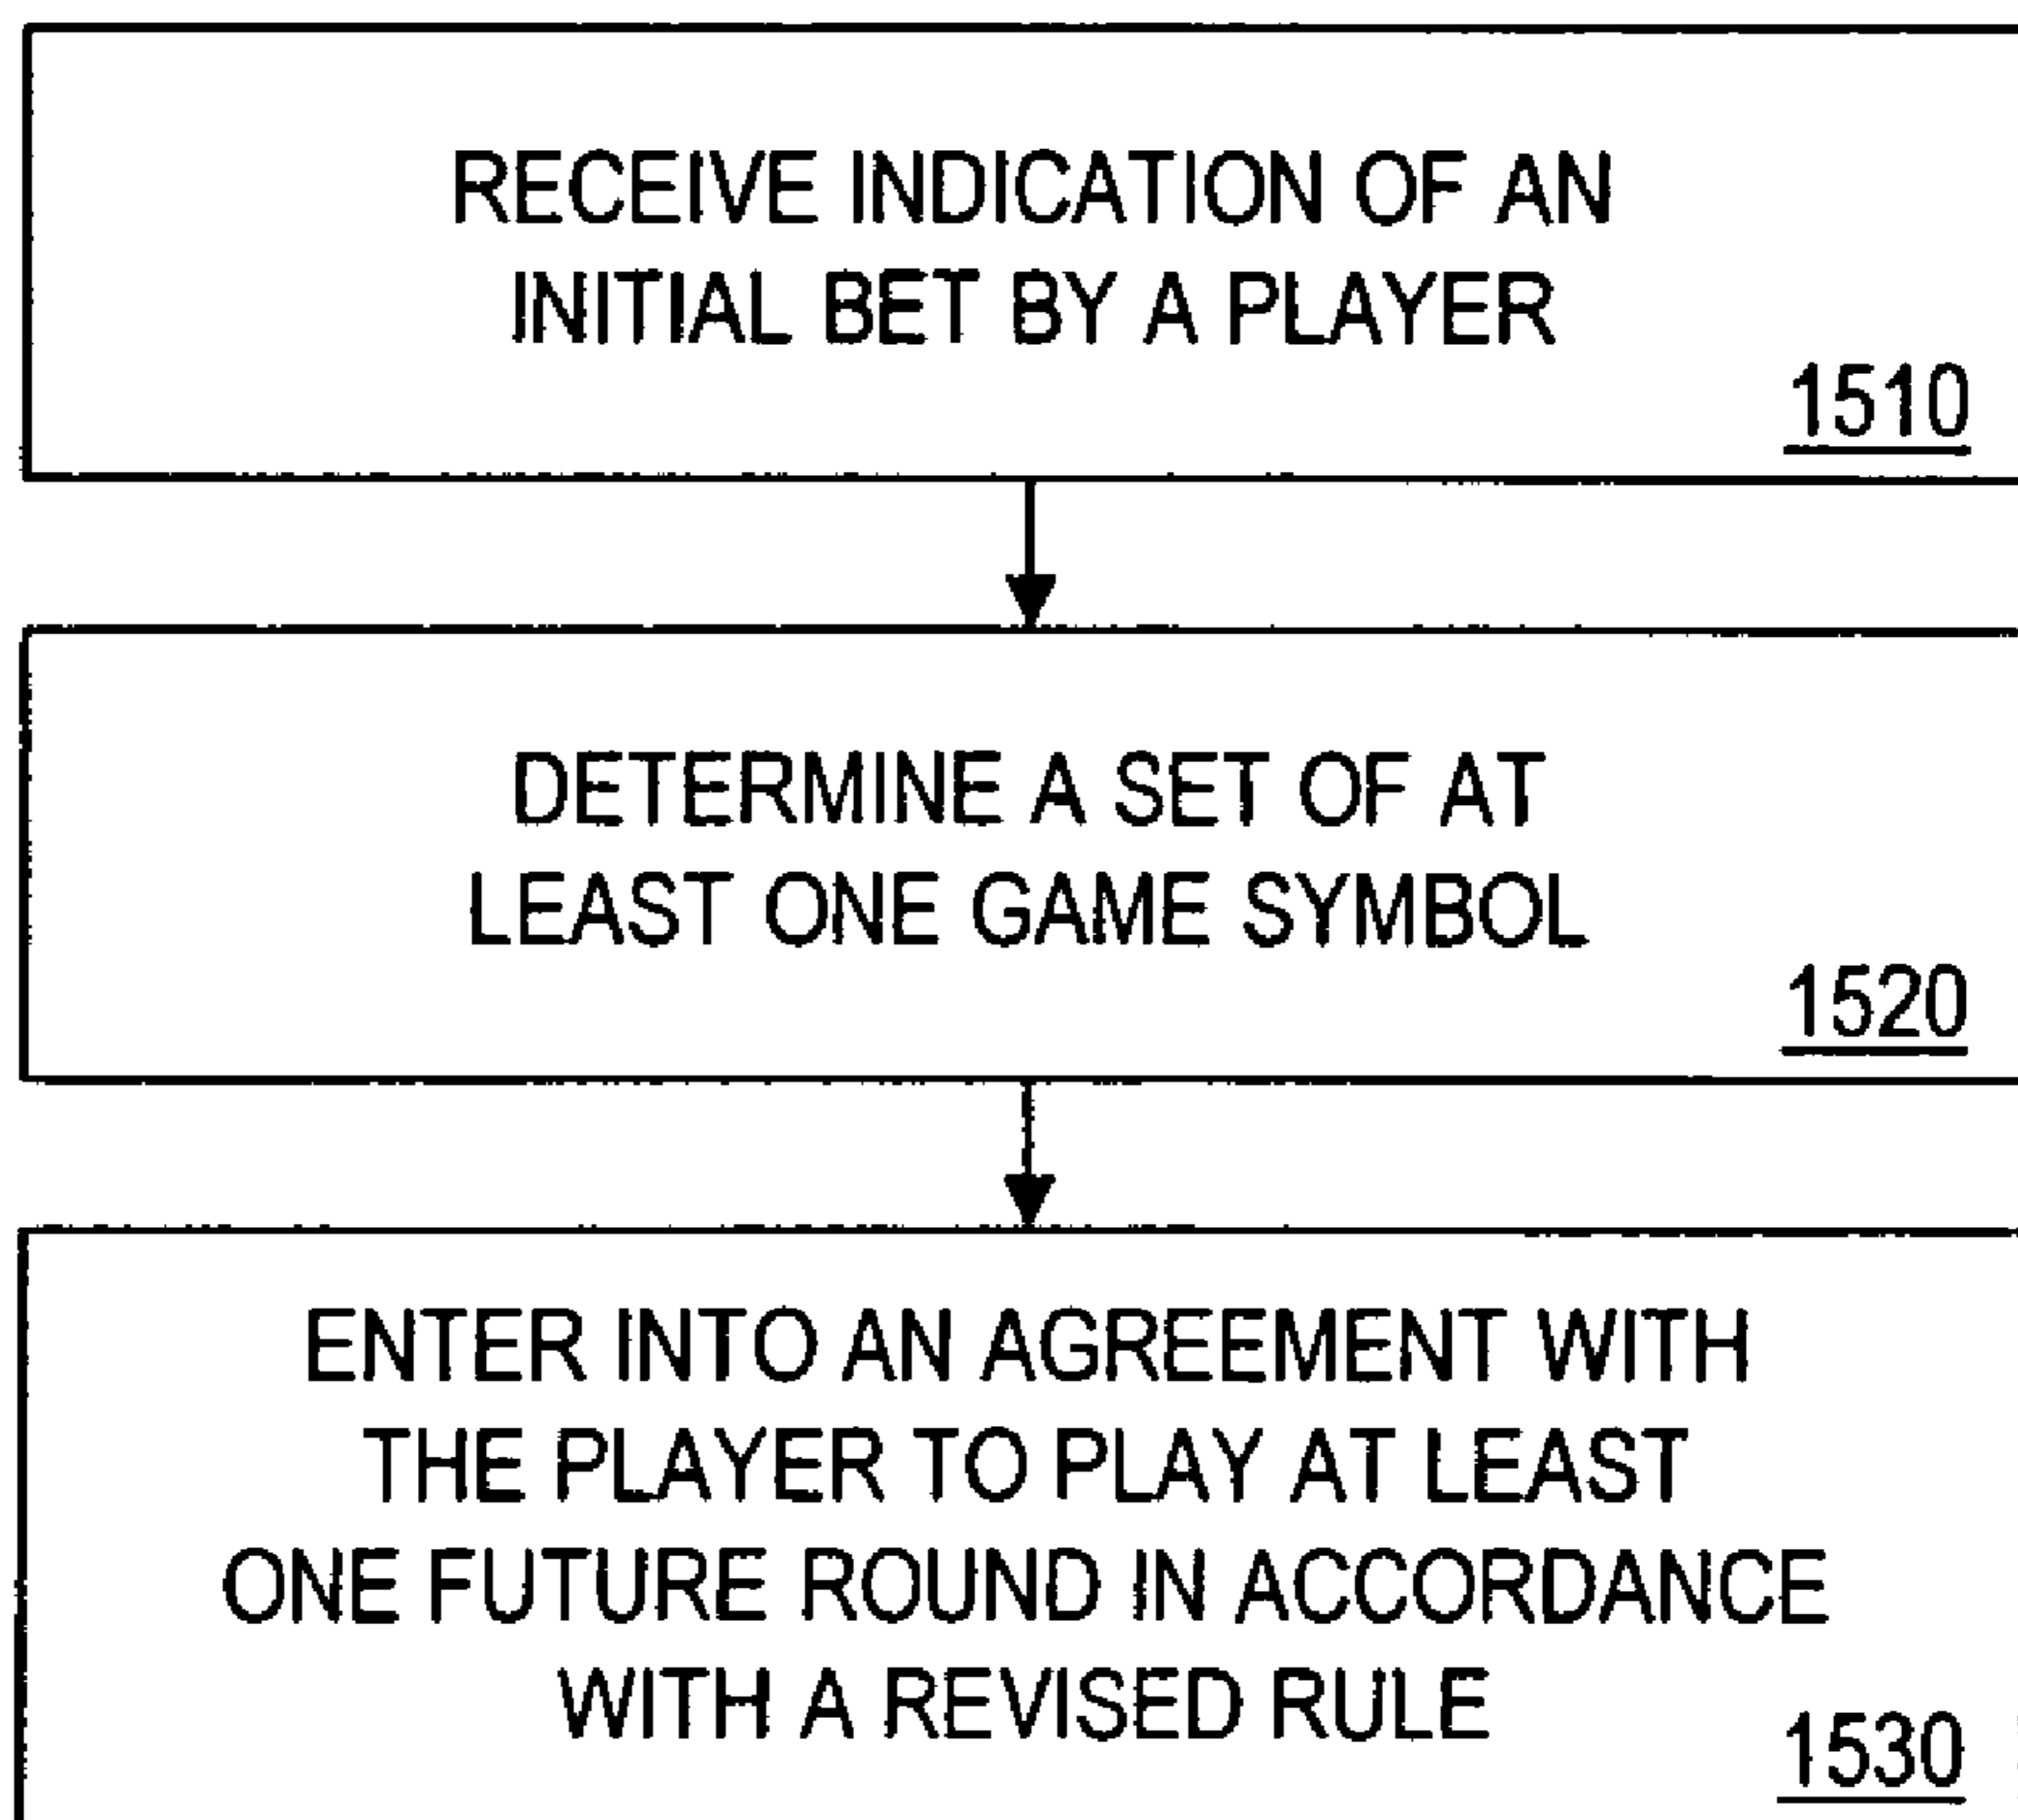 RECEIVE INDICATION OF AN
INITIAL BET BY A PLAYER
1510
DETERMINE A SET OF AT
LEAST ONE GAME SYMBOL
1520
ENTER INTO AN AGREEMENT WITH
THE PLAYER TO PLAY AT LEAST
ONE FUTURE ROUND IN ACCORDANCE
WITH A REVISED RULE
1530